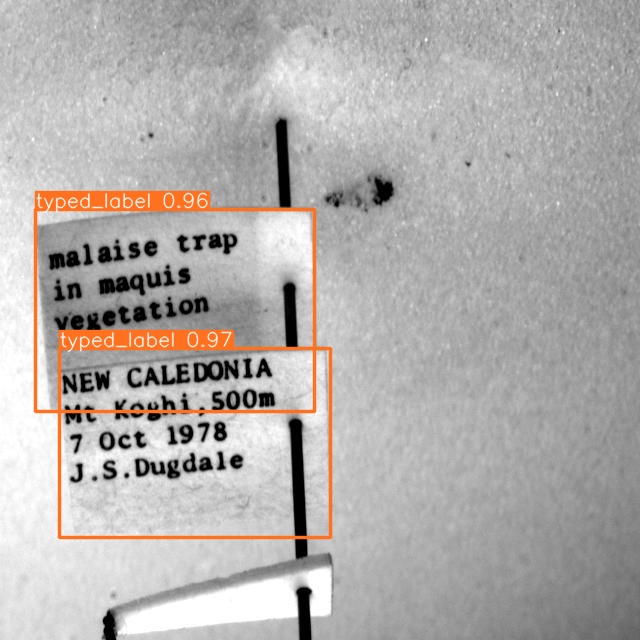 typed_label 0.96
malaise trap
in maquis
vegetation
typed_label 0.97
NEW CALEDONIA
Mt Koghi,500m
7 Oct 1978
J.S.Dugdale